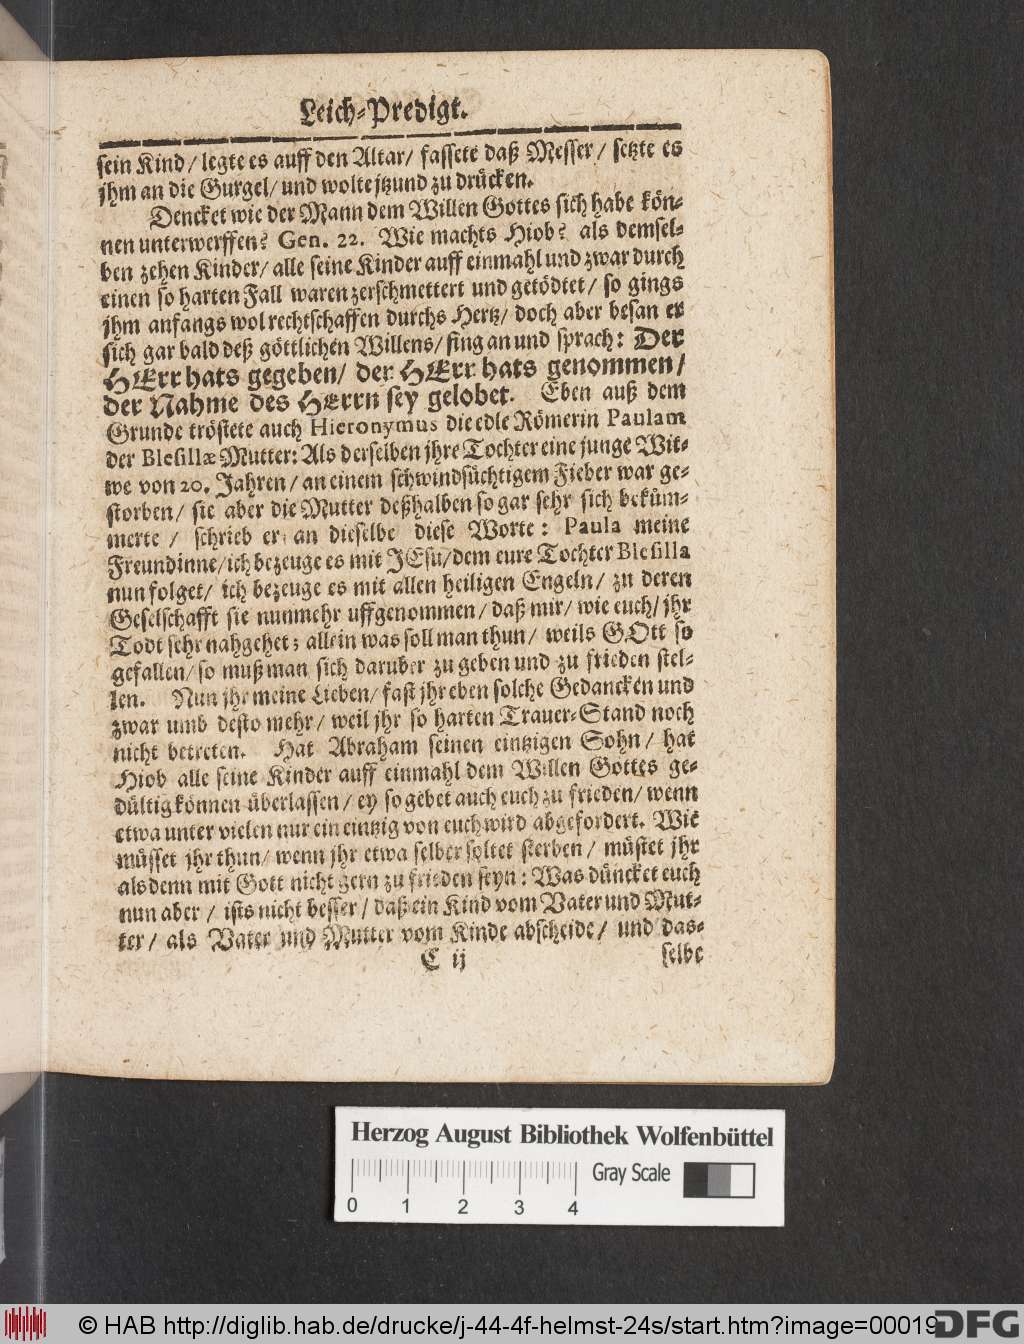 Leich-Predigt.
sein Kind / legte es auff den Altar / fassete daß Messer / setzte es
jhm an die Gurgel / und wolte jtzund zu drücken.
Dencket wie der Mann dem Willen Gottes sich habe kön-
nen unterwerffen? Gen. 22. Wie machts Hiob? als demsel-
ben zehen Kinder / alle seine Kinder auff einmahl und zwar durch
einen so harten Fall waren zerschmettert und getödtet / so gings
jhm anfangs wol rechtschaffen durchs Hertz / doch aber besan er
sich gar bald deß göttlichen Willens / fing an und sprach: Der
HErr hats gegeben / der HErr hats genommen /
der Nahme des HErrn sey gelobet. Eben auß dem
Grunde tröstete auch Hieronymus die edle Römerin Paulam
der Blesillæ Mutter: Als derselben jhre Tochter eine junge Wit-
we von 20. Jahren / an einem schwindsüchtigem Fieber war ge-
storben / sie aber die Mutter deßhalben so gar sehr sich beküm-
merte / schrieb er an dieselbe diese Worte: Paula meine
Freundinne / ich bezeuge es mit JEsu / dem eure Tochter Blesilla
nun folget / ich bezeuge es mit allen heiligen Engeln / zu deren
Geselschafft sie nunmehr uffgenommen / daß mir / wie euch / jhr
Todt sehr nahgehet; allein was soll man thun / weils GOtt so
gefallen / so muß man sich darüber zu geben und zu frieden stel-
len. Nun jhr meine Lieben / fast jhr eben solche Gedancken und
zwar umb desto mehr / weil jhr so harten Trauer-Stand noch
nicht betreten. Hat Abraham seinen eintzigen Sohn / hat
Hiob alle seine Kinder auff einmahl dem Willen Gottes ge-
dültig können überlassen / ey so gebet auch euch zu frieden / wenn
etwa unter vielen nur ein eintzig von euch wird abgefordert. Wie
müsset jhr thun / wenn jhr etwa selber soltet sterben / müstet jhr
als denn mit Gott nicht gern zu frieden seyn: Was düncket euch
nun aber / ists nicht besser / daß ein Kind vom Vater und Mut-
ter / als Vater und Mutter vom Kinde abscheide / und das-
C ij selbe
Herzog August Bibliothek Wolfenbüttel
Gray Scale
0 1 2 3 4
© HAB http://diglib.hab.de/drucke/j-44-4f-helmst-24s/start.htm?image=00019
DFG